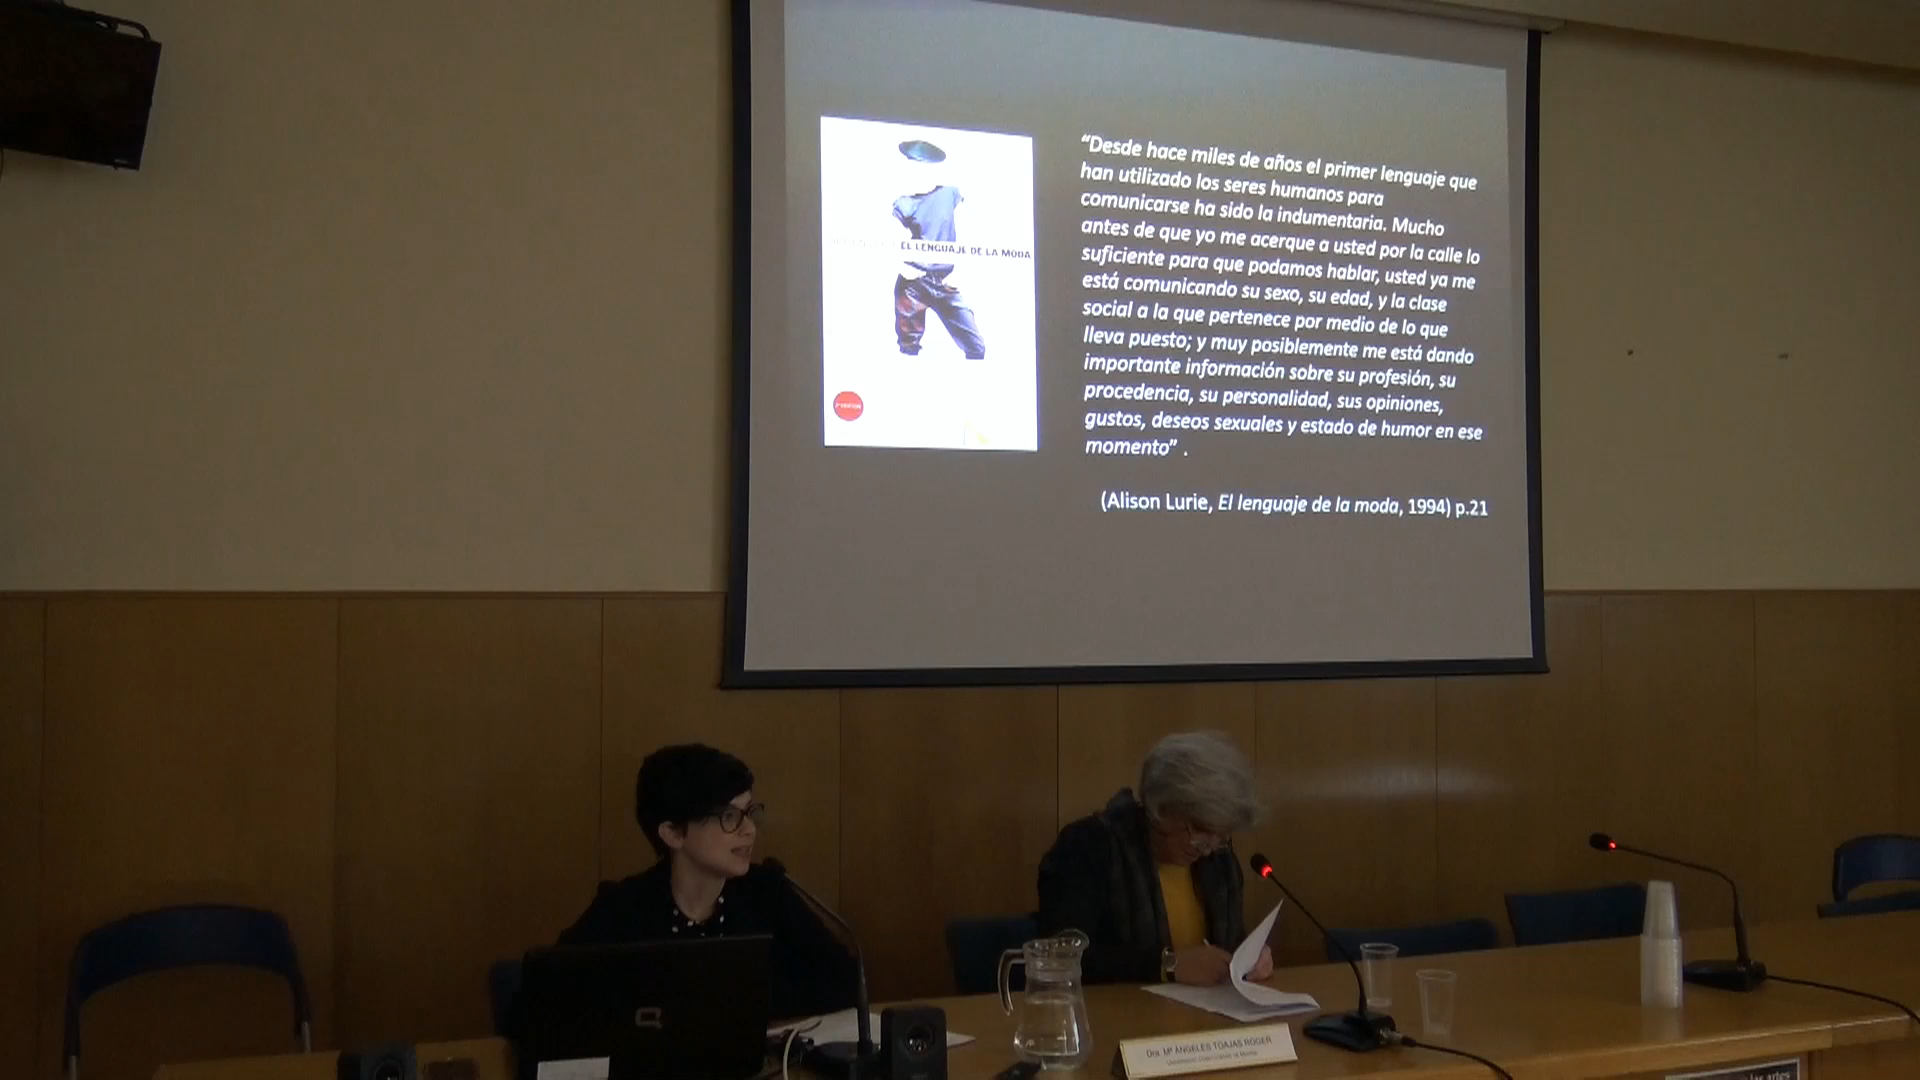 “Desde hace miles de años el primer lenguaje que
han utilizado los seres humanos para
comunicarse ha sido la indumentaria. Mucho
antes de que yo me acerque a usted por la calle lo
suficiente para que podamos hablar, usted ya me
está comunicando su sexo, su edad, y la clase
social a la que pertenece por medio de lo que
lleva puesto; y muy posiblemente me está dando
importante información sobre su profesión, su
procedencia, su personalidad, sus opiniones,
gustos, deseos sexuales y estado de humor en ese
momento” .
(Alison Lurie, El lenguaje de la moda, 1994) p.21
EL LENGUAJE DE LA MODA
Dra. Mª ÁNGELES TOAJAS ROGER
las artes